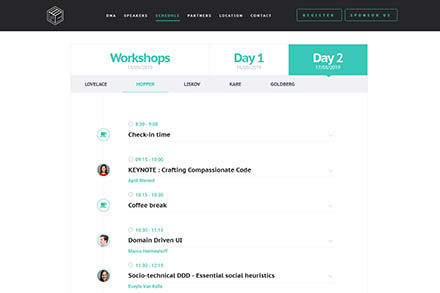 DNA SPEAKERS SCHEDULE PARTNERS LOCATION CONTACT REGISTER SPONSOR US
Workshops Day 1 Day 2
15/05/2019 16/05/2019 17/05/2019
LOVELACE HOPPER LISKOV KARE GOLDBERG
8:30 - 9:00
Check-in time
09:15 - 10:00
KEYNOTE : Crafting Compassionate Code
April Wensel
10:15 - 10:30
Coffee break
10:30 - 11:15
Domain Driven UI
Marco Heimeshoff
11:30 - 12:15
Socio-technical DDD - Essential social heuristics
Evelyn Van Kelle